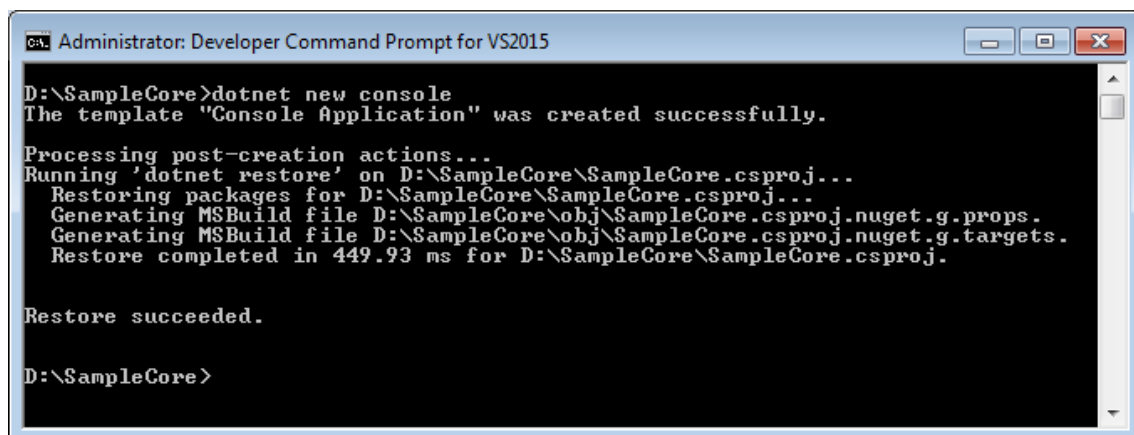 Administrator: Developer Command Prompt for VS2015
D:\SampleCore>dotnet new console
The template "Console Application" was created successfully.
Processing post-creation actions...
Running 'dotnet restore' on D:\SampleCore\SampleCore.csproj...
  Restoring packages for D:\SampleCore\SampleCore.csproj...
  Generating MSBuild file D:\SampleCore\obj\SampleCore.csproj.nuget.g.props.
  Generating MSBuild file D:\SampleCore\obj\SampleCore.csproj.nuget.g.targets.
  Restore completed in 449.93 ms for D:\SampleCore\SampleCore.csproj.
Restore succeeded.
D:\SampleCore>